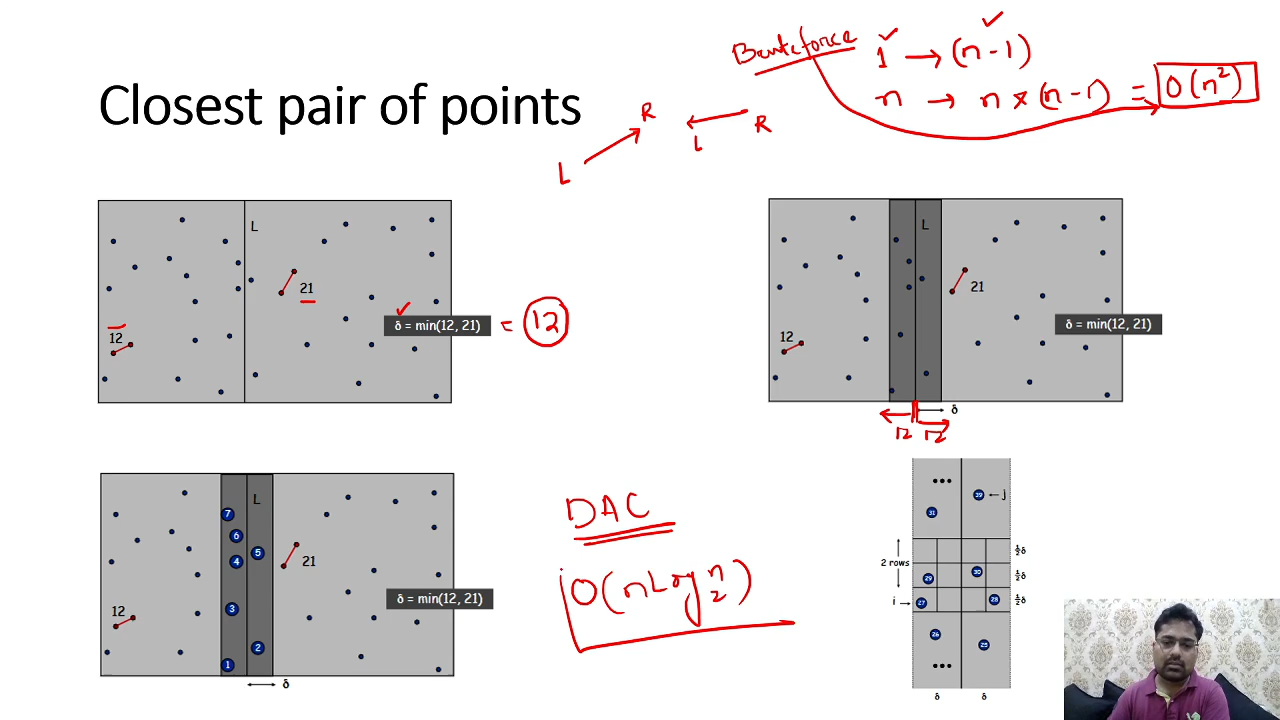 Closest pair of points
Bruteforce 1 → (n-1)
n → n × (n-1) = O(n²)
L R
L R
L
21
12
δ = min(12, 21) = 12
L
21
12
δ = min(12, 21)
δ
12 12
L
7
6
5
4
21
3
12
2
1
δ = min(12, 21)
δ
DAC
O(n Log n 2)
•••
39 ← j
31
½δ
2 rows
29 30 ½δ
i → 27 28 ½δ
26
25
•••
δ δ